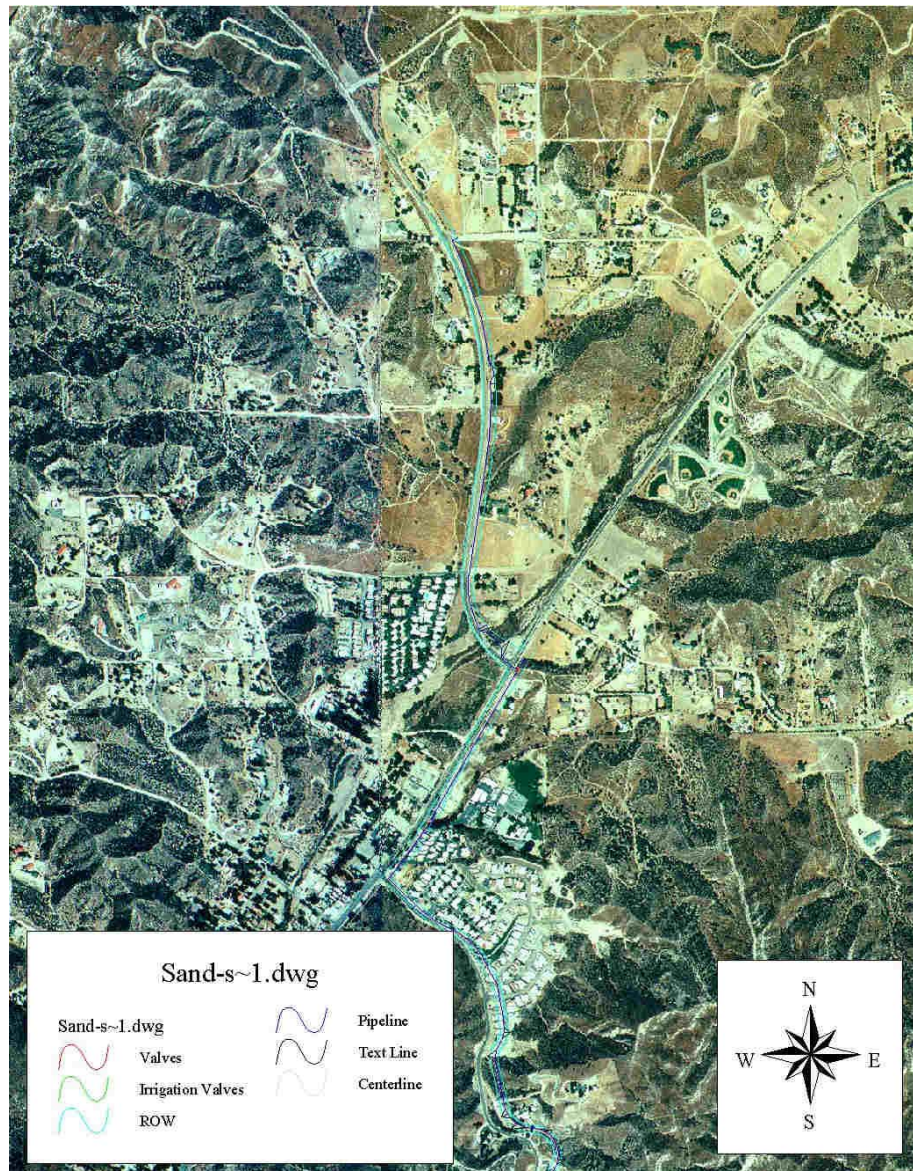 Sand-s~1.dwg
Sand-s~1.dwg
Valves
Irrigation Valves
ROW
Pipeline
Text Line
Centerline
N
W E
S